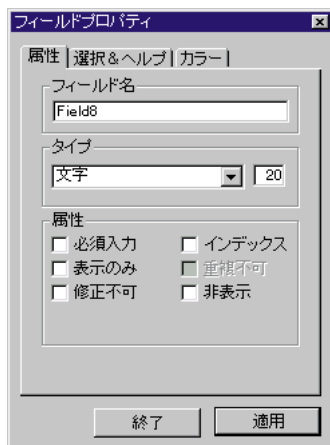 フィールドプロパティ
属性 選択&ヘルプ カラー
フィールド名
Field8
タイプ
文字 20
属性
必須入力 インデックス
表示のみ 重複不可
修正不可 非表示
終了 適用